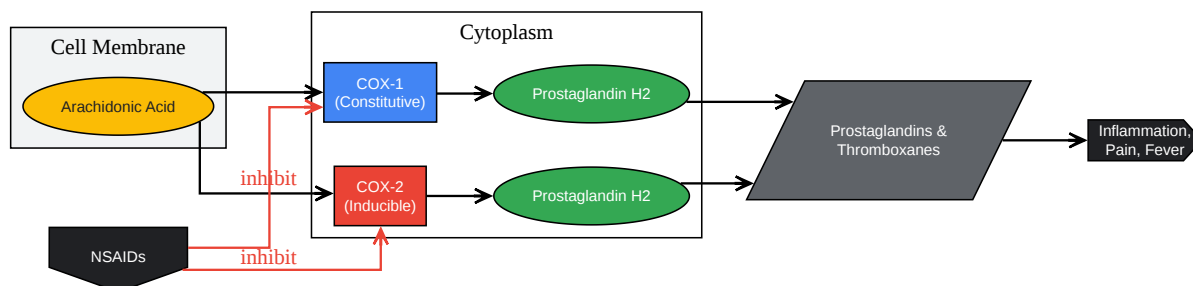 Cell Membrane
Arachidonic Acid
Cytoplasm
COX-1
(Constitutive)
Prostaglandin H2
inhibit
COX-2
(Inducible)
Prostaglandin H2
Prostaglandins &
Thromboxanes
Inflammation,
Pain, Fever
NSAIDs
inhibit